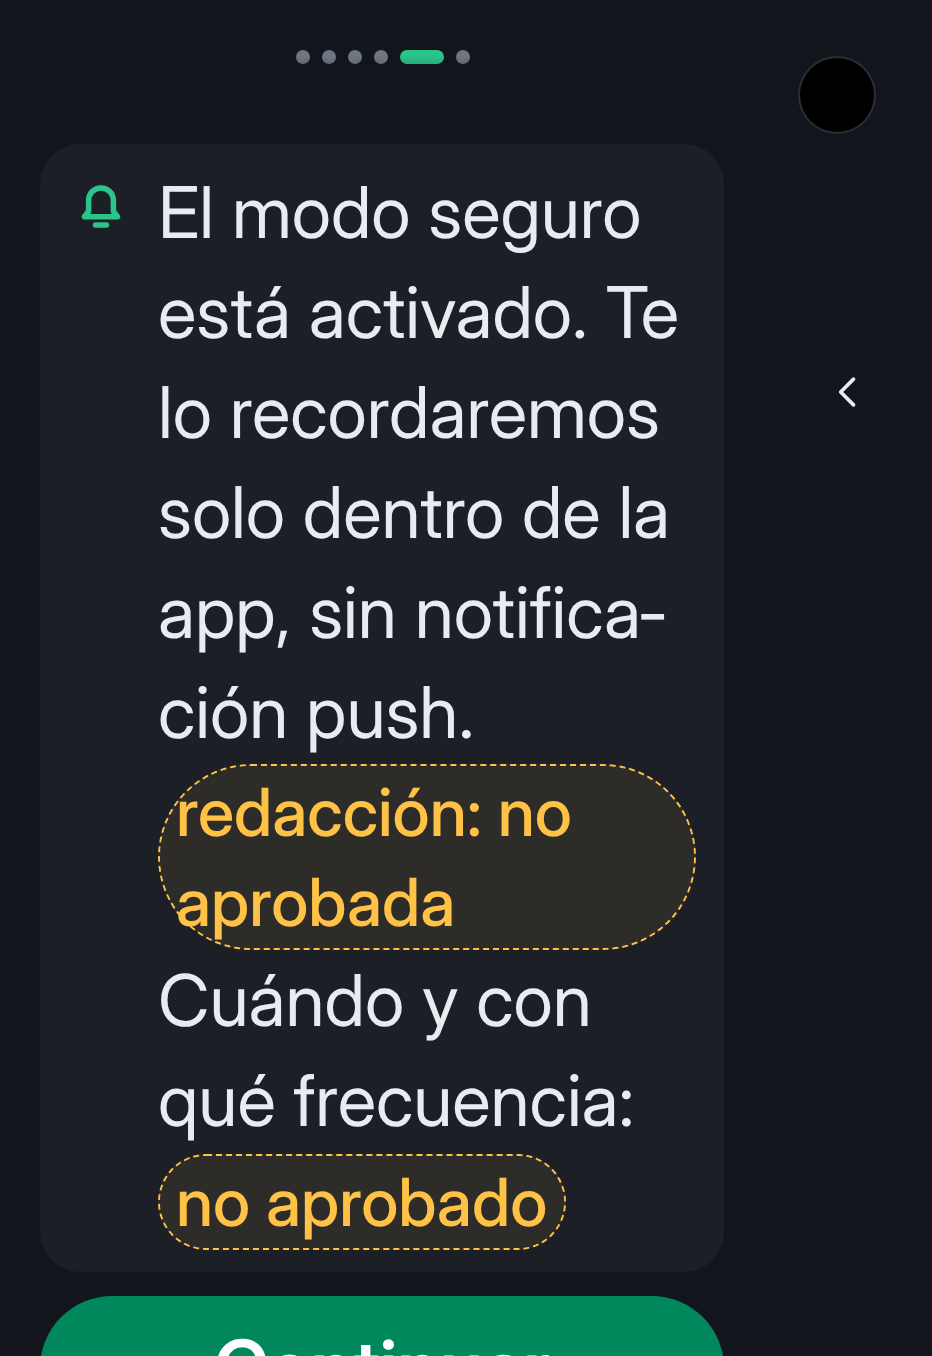 El modo seguro
está activado. Te
lo recordaremos
solo dentro de la
app, sin notifica-
ción push.
redacción: no
aprobada
Cuándo y con
qué frecuencia:
no aprobado
Continuar